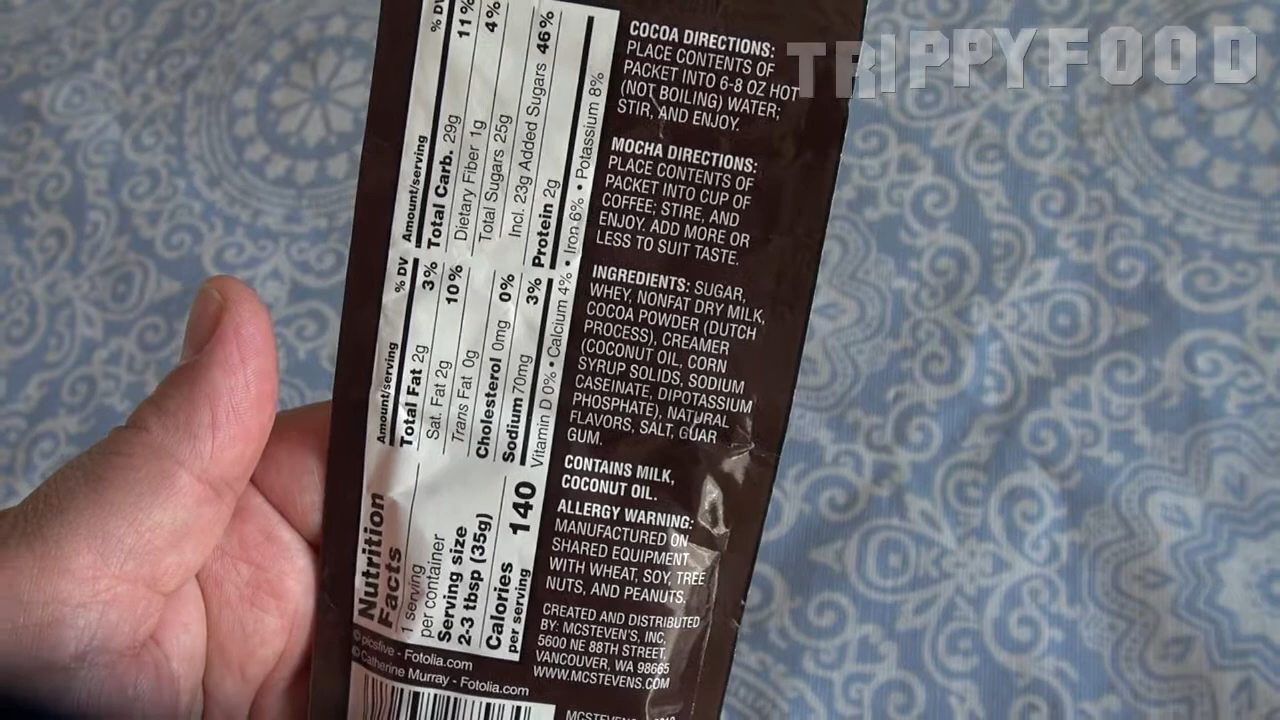 TRIPPYFOOD
COCOA DIRECTIONS:
PLACE CONTENTS OF
PACKET INTO 6-8 OZ HOT
(NOT BOILING) WATER;
STIR, AND ENJOY.
MOCHA DIRECTIONS:
PLACE CONTENTS OF
PACKET INTO CUP OF
COFFEE; STIRE, AND
ENJOY. ADD MORE OR
LESS TO SUIT TASTE.
INGREDIENTS: SUGAR,
WHEY, NONFAT DRY MILK,
COCOA POWDER (DUTCH
PROCESS), CREAMER
(COCONUT OIL, CORN
SYRUP SOLIDS, SODIUM
CASEINATE, DIPOTASSIUM
PHOSPHATE), NATURAL
FLAVORS, SALT, GUAR
GUM.
CONTAINS MILK,
COCONUT OIL.
ALLERGY WARNING:
MANUFACTURED ON
SHARED EQUIPMENT
WITH WHEAT, SOY, TREE
NUTS, AND PEANUTS.
CREATED AND DISTRIBUTED
BY: MCSTEVEN'S, INC,
5600 NE 88TH STREET,
VANCOUVER, WA 98665
WWW.MCSTEVENS.COM
Nutrition
Facts
1 serving
per container
Serving size
2-3 tbsp (35g)
Calories 140
per serving
Amount/serving % DV
Total Fat 2g 3%
Sat. Fat 2g 10%
Trans Fat 0g
Cholesterol 0mg 0%
Sodium 70mg 3%
Amount/serving % DV
Total Carb. 29g 11%
Dietary Fiber 1g 4%
Total Sugars 25g
Incl. 23g Added Sugars 46%
Protein 2g
Vitamin D 0% • Calcium 4% • Iron 6% • Potassium 8%
© picsfive - Fotolia.com
© Catherine Murray - Fotolia.com